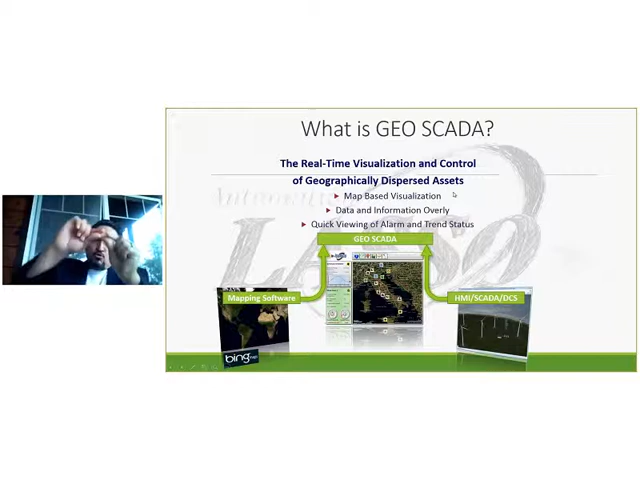 What is GEO SCADA?
The Real-Time Visualization and Control
of Geographically Dispersed Assets
Map Based Visualization
Data and Information Overly
Quick Viewing of Alarm and Trend Status
GEO SCADA
Mapping Software
HMI/SCADA/DCS
bing